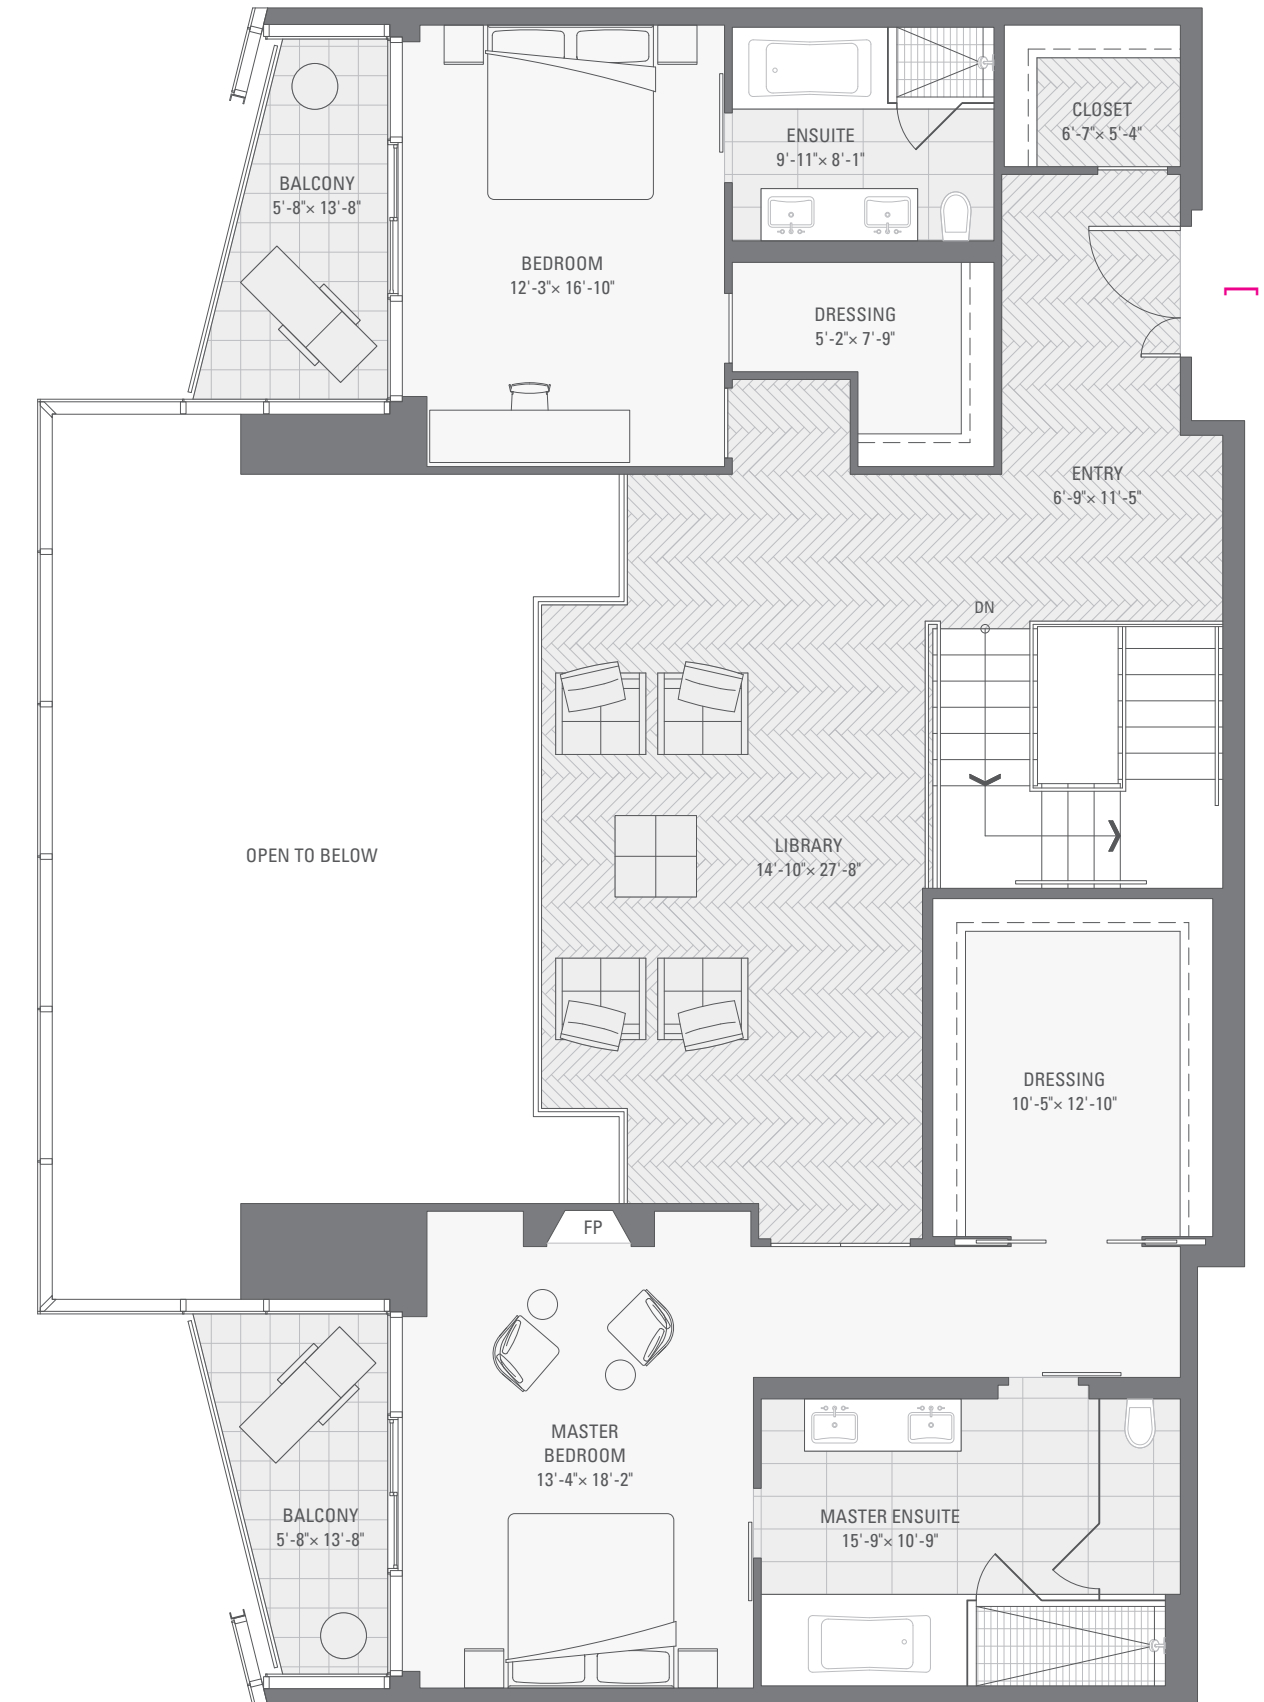 CLOSET
6'-7"× 5'-4"
ENSUITE
9'-11"× 8'-1"
BALCONY
5'-8"× 13'-8"
BEDROOM
12'-3"× 16'-10"
DRESSING
5'-2"× 7'-9"
ENTRY
6'-9"× 11'-5"
DN
OPEN TO BELOW
LIBRARY
14'-10"× 27'-8"
DRESSING
10'-5"× 12'-10"
FP
MASTER
BEDROOM
13'-4"× 18'-2"
BALCONY
5'-8"× 13'-8"
MASTER ENSUITE
15'-9"× 10'-9"